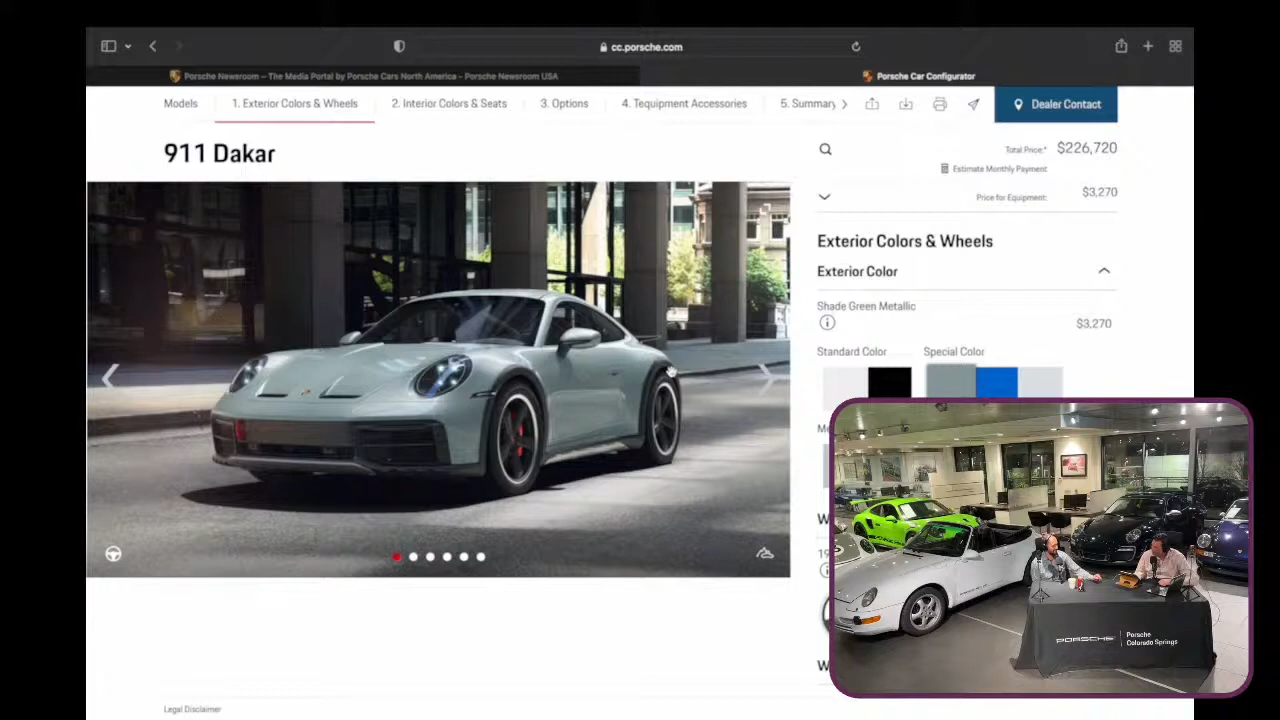 cc.porsche.com
Porsche Newsroom – The Media Portal by Porsche Cars North America – Porsche Newsroom USA
Porsche Car Configurator
Models
1. Exterior Colors & Wheels
2. Interior Colors & Seats
3. Options
4. Tequipment Accessories
5. Summary
Dealer Contact
911 Dakar
Total Price:* $226,720
Estimate Monthly Payment
Price for Equipment: $3,270
Exterior Colors & Wheels
Exterior Color
Shade Green Metallic
$3,270
Standard Color
Special Color
PORSCHE
Porsche
Colorado Springs
Legal Disclaimer